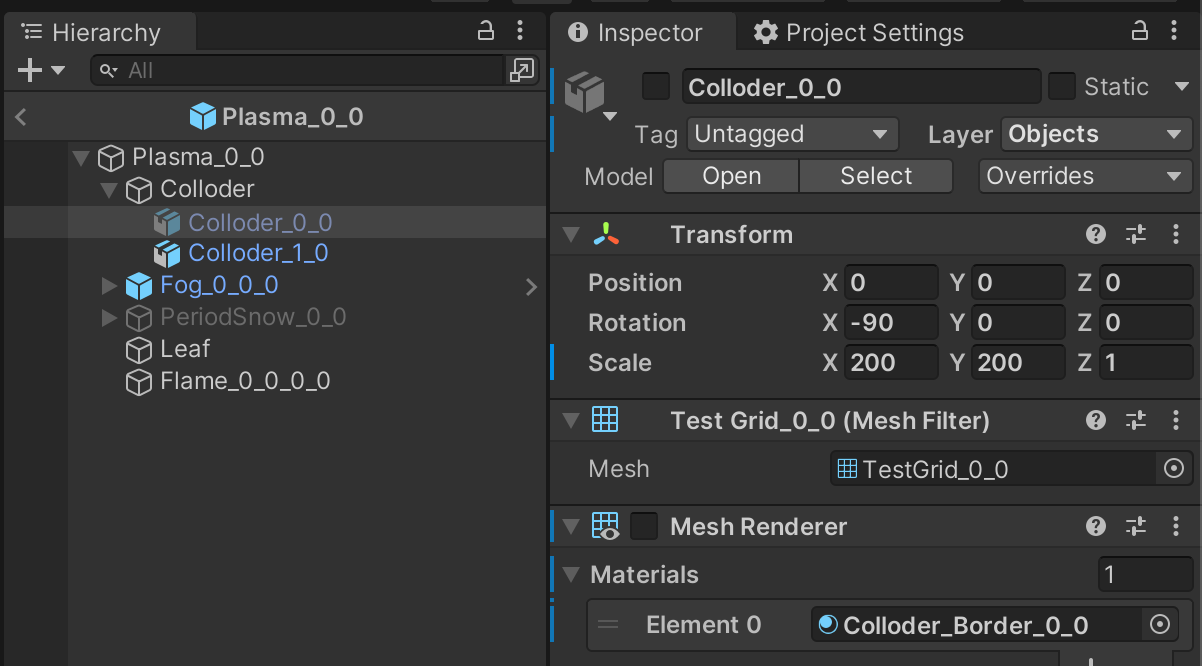 Hierarchy
All
Plasma_0_0
Plasma_0_0
Colloder
Colloder_0_0
Colloder_1_0
Fog_0_0_0
PeriodSnow_0_0
Leaf
Flame_0_0_0_0
Inspector
Project Settings
Colloder_0_0
Static
Tag Untagged Layer Objects
Model Open Select Overrides
Transform
Position X 0 Y 0 Z 0
Rotation X -90 Y 0 Z 0
Scale X 200 Y 200 Z 1
Test Grid_0_0 (Mesh Filter)
Mesh TestGrid_0_0
Mesh Renderer
Materials 1
Element 0 Colloder_Border_0_0